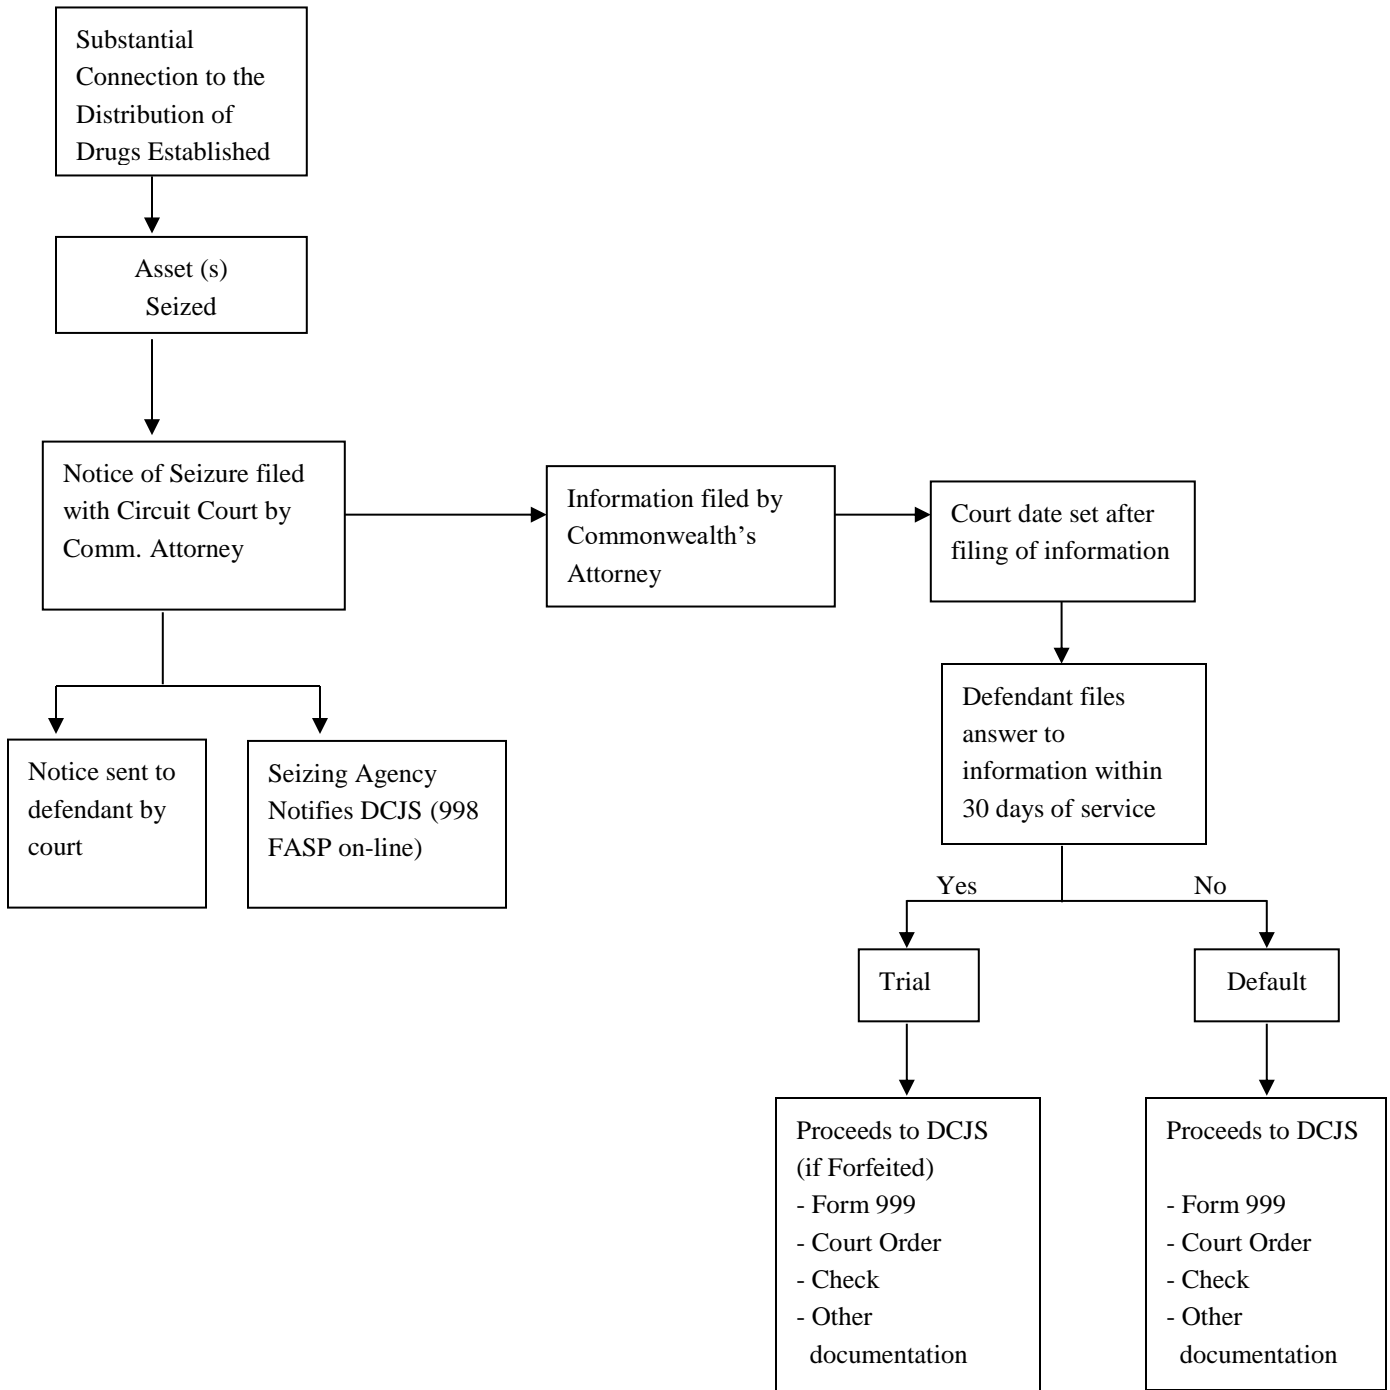 Substantial
Connection to the
Distribution of
Drugs Established
Asset (s)
Seized
Notice of Seizure filed
with Circuit Court by
Comm. Attorney
Information filed by
Commonwealth’s
Attorney
Court date set after
filing of information
Notice sent to
defendant by
court
Seizing Agency
Notifies DCJS (998
FASP on-line)
Defendant files
answer to
information within
30 days of service
Yes
No
Trial
Default
Proceeds to DCJS
(if Forfeited)
- Form 999
- Court Order
- Check
- Other
documentation
Proceeds to DCJS
- Form 999
- Court Order
- Check
- Other
documentation